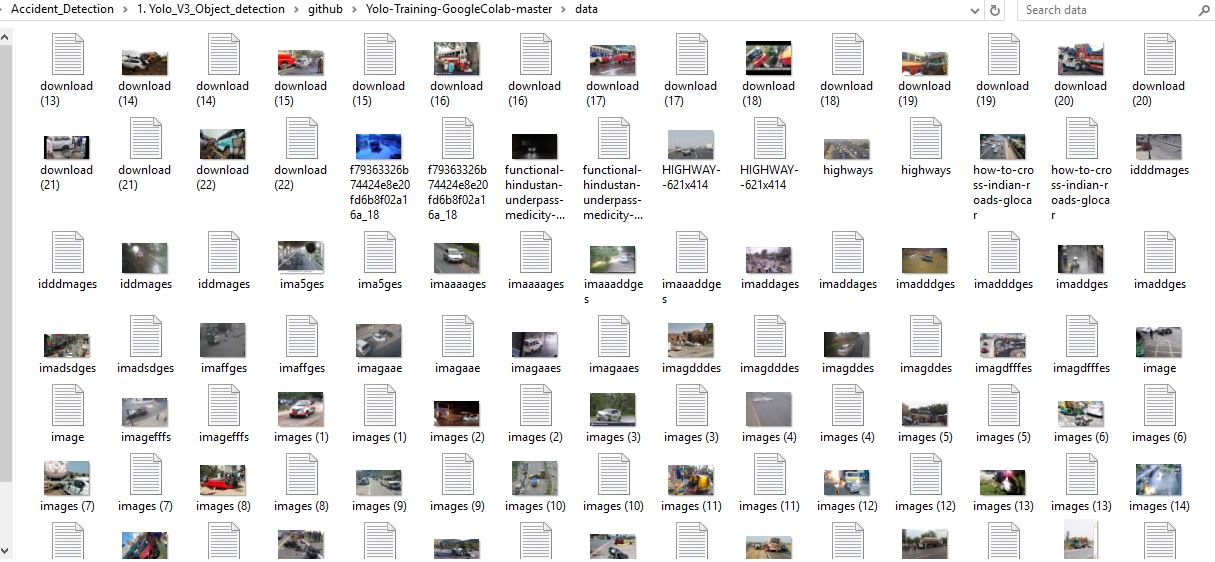 Accident_Detection > 1. Yolo_V3_Object_detection > github > Yolo-Training-GoogleColab-master > data
Search data
download (13) download (14) download (14) download (15) download (15) download (16) download (16) download (17) download (17) download (18) download (18) download (19) download (19) download (20) download (20)
download (21) download (21) download (22) download (22) f79363326b74424e8e20fd6b8f02a16a_18 f79363326b74424e8e20fd6b8f02a16a_18 functional-hindustan-underpass-medicity-... functional-hindustan-underpass-medicity-... HIGHWAY--621x414 HIGHWAY--621x414 highways highways how-to-cross-indian-roads-glocar how-to-cross-indian-roads-glocar idddmages
idddmages iddmages iddmages ima5ges ima5ges imaaaages imaaaages imaaaddges imaaaddges imaddages imaddages imadddges imadddges imaddges imaddges
imadsdges imadsdges imaffges imaffges imagaae imagaae imagaaes imagaaes imagdddes imagdddes imagddes imagddes imagdfffes imagdfffes image
image imagefffs imagefffs images (1) images (1) images (2) images (2) images (3) images (3) images (4) images (4) images (5) images (5) images (6) images (6)
images (7) images (7) images (8) images (8) images (9) images (9) images (10) images (10) images (11) images (11) images (12) images (12) images (13) images (13) images (14)